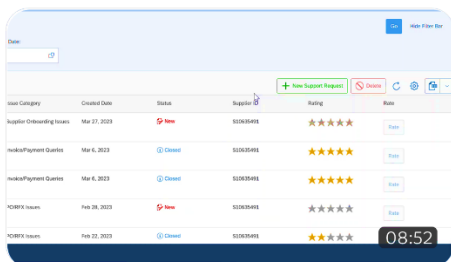 Go Hide Filter Bar
Date:
New Support Request Delete
Issue Category Created Date Status Supplier ID Rating Rate
Supplier Onboarding Issues Mar 27, 2023 New S10635491 Rate
Invoice/Payment Queries Mar 6, 2023 Closed S10635491 Rate
Invoice/Payment Queries Mar 6, 2023 Closed S10635491 Rate
PO/RFX Issues Feb 28, 2023 New S10635491 Rate
PO/RFX Issues Feb 22, 2023 Closed S10635491
08:52